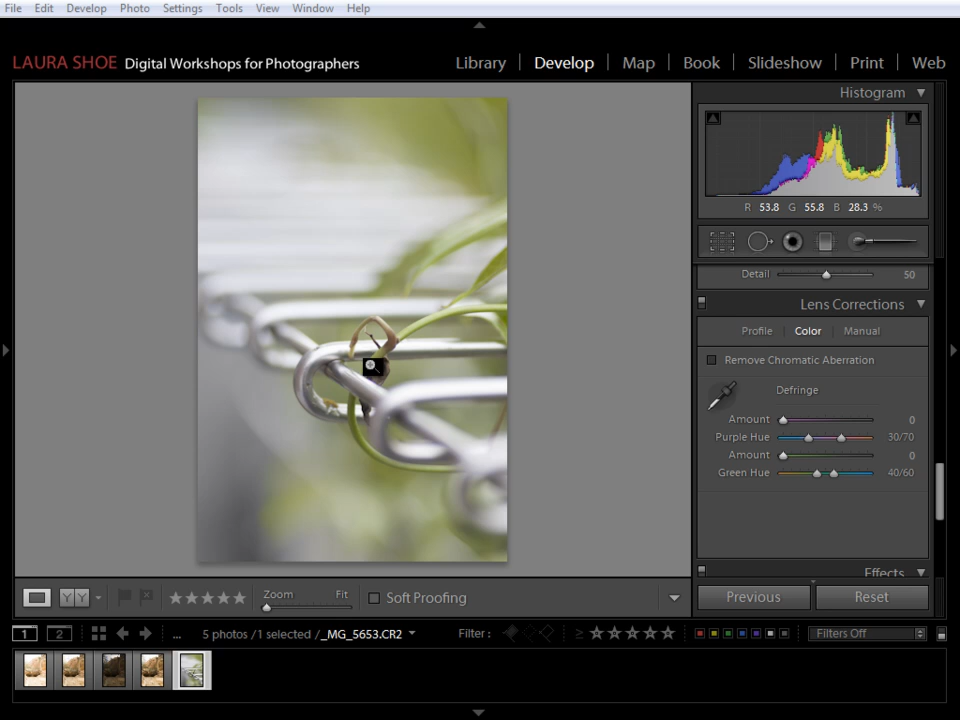 File Edit Develop Photo Settings Tools View Window Help
LAURA SHOE Digital Workshops for Photographers
Library Develop Map Book Slideshow Print Web
Histogram
R 53.8 G 55.8 B 28.3 %
Detail 50
Lens Corrections
Profile Color Manual
Remove Chromatic Aberration
Defringe
Amount 0
Purple Hue 30/70
Amount 0
Green Hue 40/60
Effects
Y Y Zoom Fit Soft Proofing
Previous Reset
1 2 ... 5 photos /1 selected /_MG_5653.CR2 Filter : ≥ Filters Off